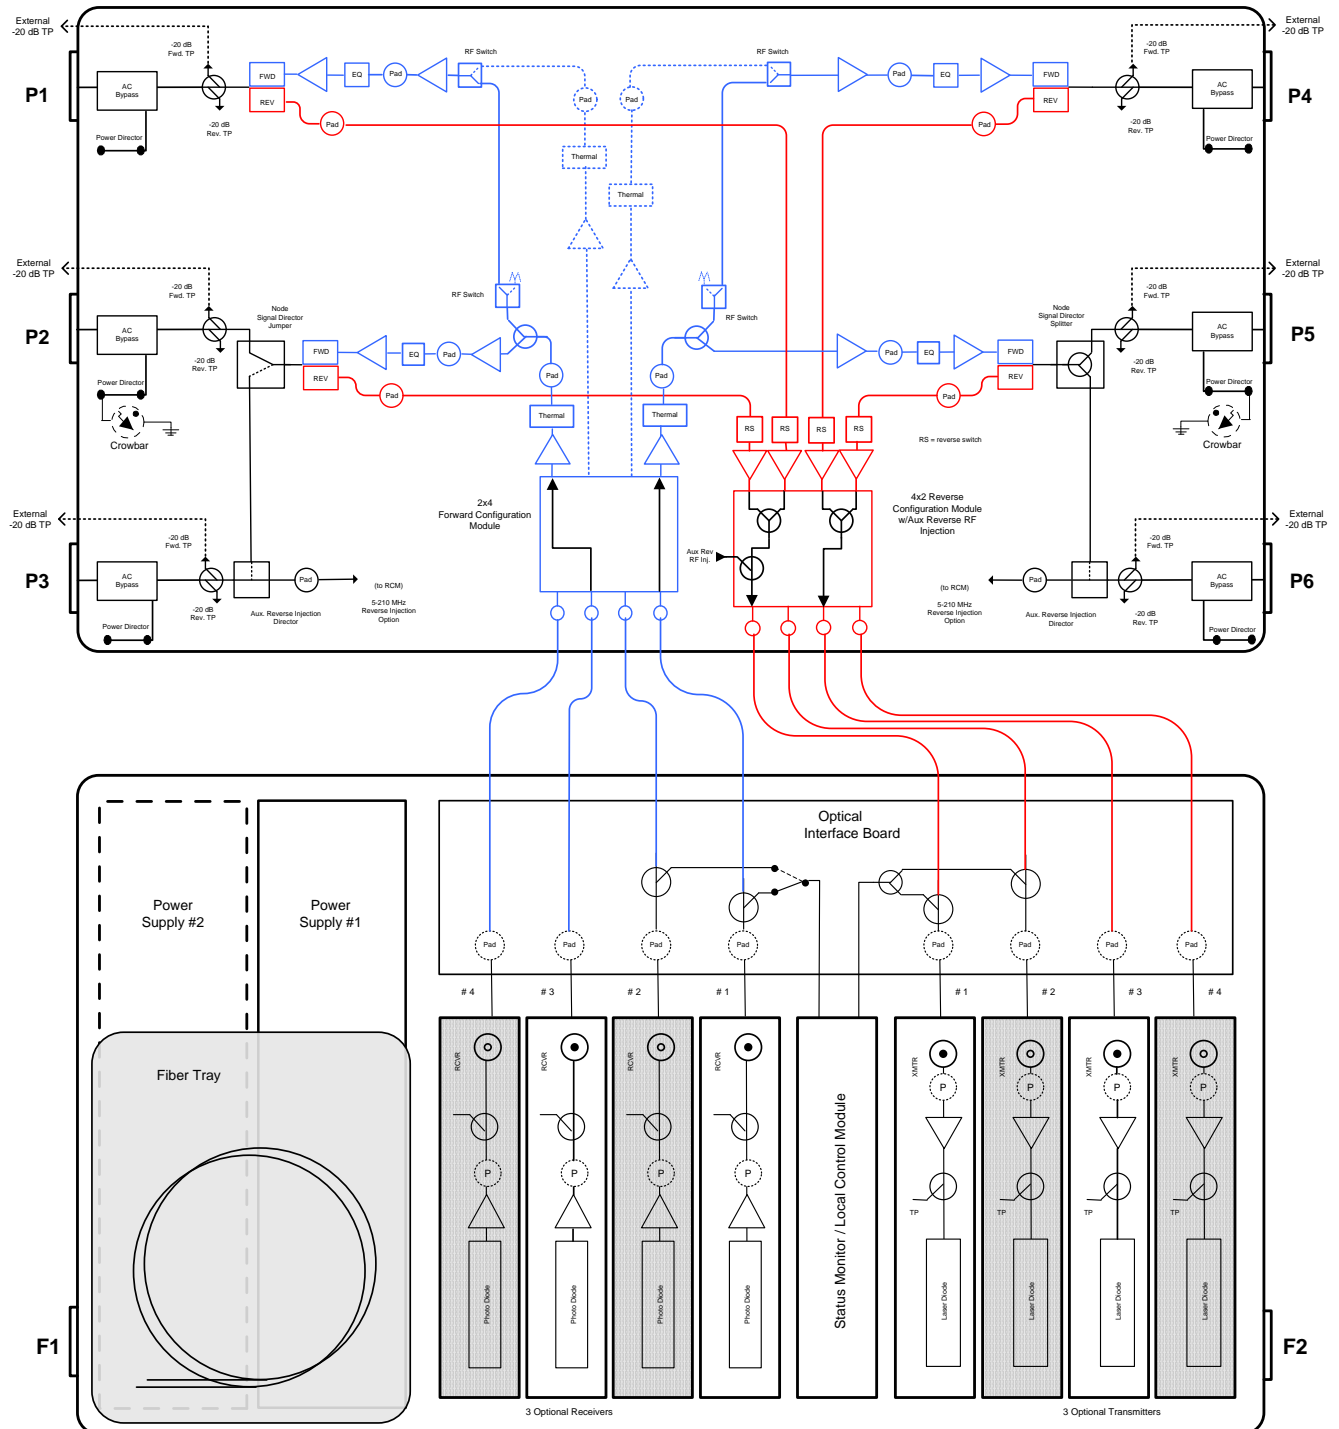 External
-20 dB TP
-20 dB
Fwd. TP
RF Switch
RF Switch
-20 dB
Fwd. TP
External
-20 dB TP
P1
AC
Bypass
FWD
REV
EQ
Pad
Pad
Pad
Pad
EQ
FWD
REV
AC
Bypass
P4
Power Director
-20 dB
Rev. TP
Pad
Pad
-20 dB
Rev. TP
Power Director
Thermal
Thermal
External
-20 dB TP
-20 dB
Fwd. TP
RF Switch
RF Switch
-20 dB
Fwd. TP
External
-20 dB TP
Node
Signal Director
Jumper
Node
Signal Director
Splitter
P2
AC
Bypass
FWD
REV
EQ
Pad
Pad
EQ
FWD
REV
AC
Bypass
P5
-20 dB
Rev. TP
Pad
Pad
-20 dB
Rev. TP
Power Director
Pad
Pad
Power Director
Crowbar
Thermal
Thermal
RS
RS
RS
RS
RS = reverse switch
Crowbar
2x4
Forward Configuration
Module
4x2 Reverse
Configuration Module
w/Aux Reverse RF
Injection
External
-20 dB TP
-20 dB
Fwd. TP
Aux Rev
RF Inj.
-20 dB
Fwd. TP
External
-20 dB TP
P3
AC
Bypass
Pad
(to RCM)
5-210 MHz
Reverse Injection
Option
(to RCM)
5-210 MHz
Reverse Injection
Option
Pad
AC
Bypass
P6
-20 dB
Rev. TP
Aux. Reverse Injection
Director
Aux. Reverse Injection
Director
-20 dB
Rev. TP
Power Director
Power Director
Optical
Interface Board
Power
Supply #2
Power
Supply #1
Pad
Pad
Pad
Pad
Pad
Pad
Pad
Pad
# 4
# 3
# 2
# 1
# 1
# 2
# 3
# 4
Fiber Tray
RCVR
RCVR
RCVR
RCVR
XMTR
XMTR
XMTR
XMTR
P
P
P
P
P
P
P
P
TP
TP
TP
TP
Photo Diode
Photo Diode
Photo Diode
Photo Diode
Status Monitor / Local Control Module
Laser Diode
Laser Diode
Laser Diode
Laser Diode
F1
F2
3 Optional Receivers
3 Optional Transmitters